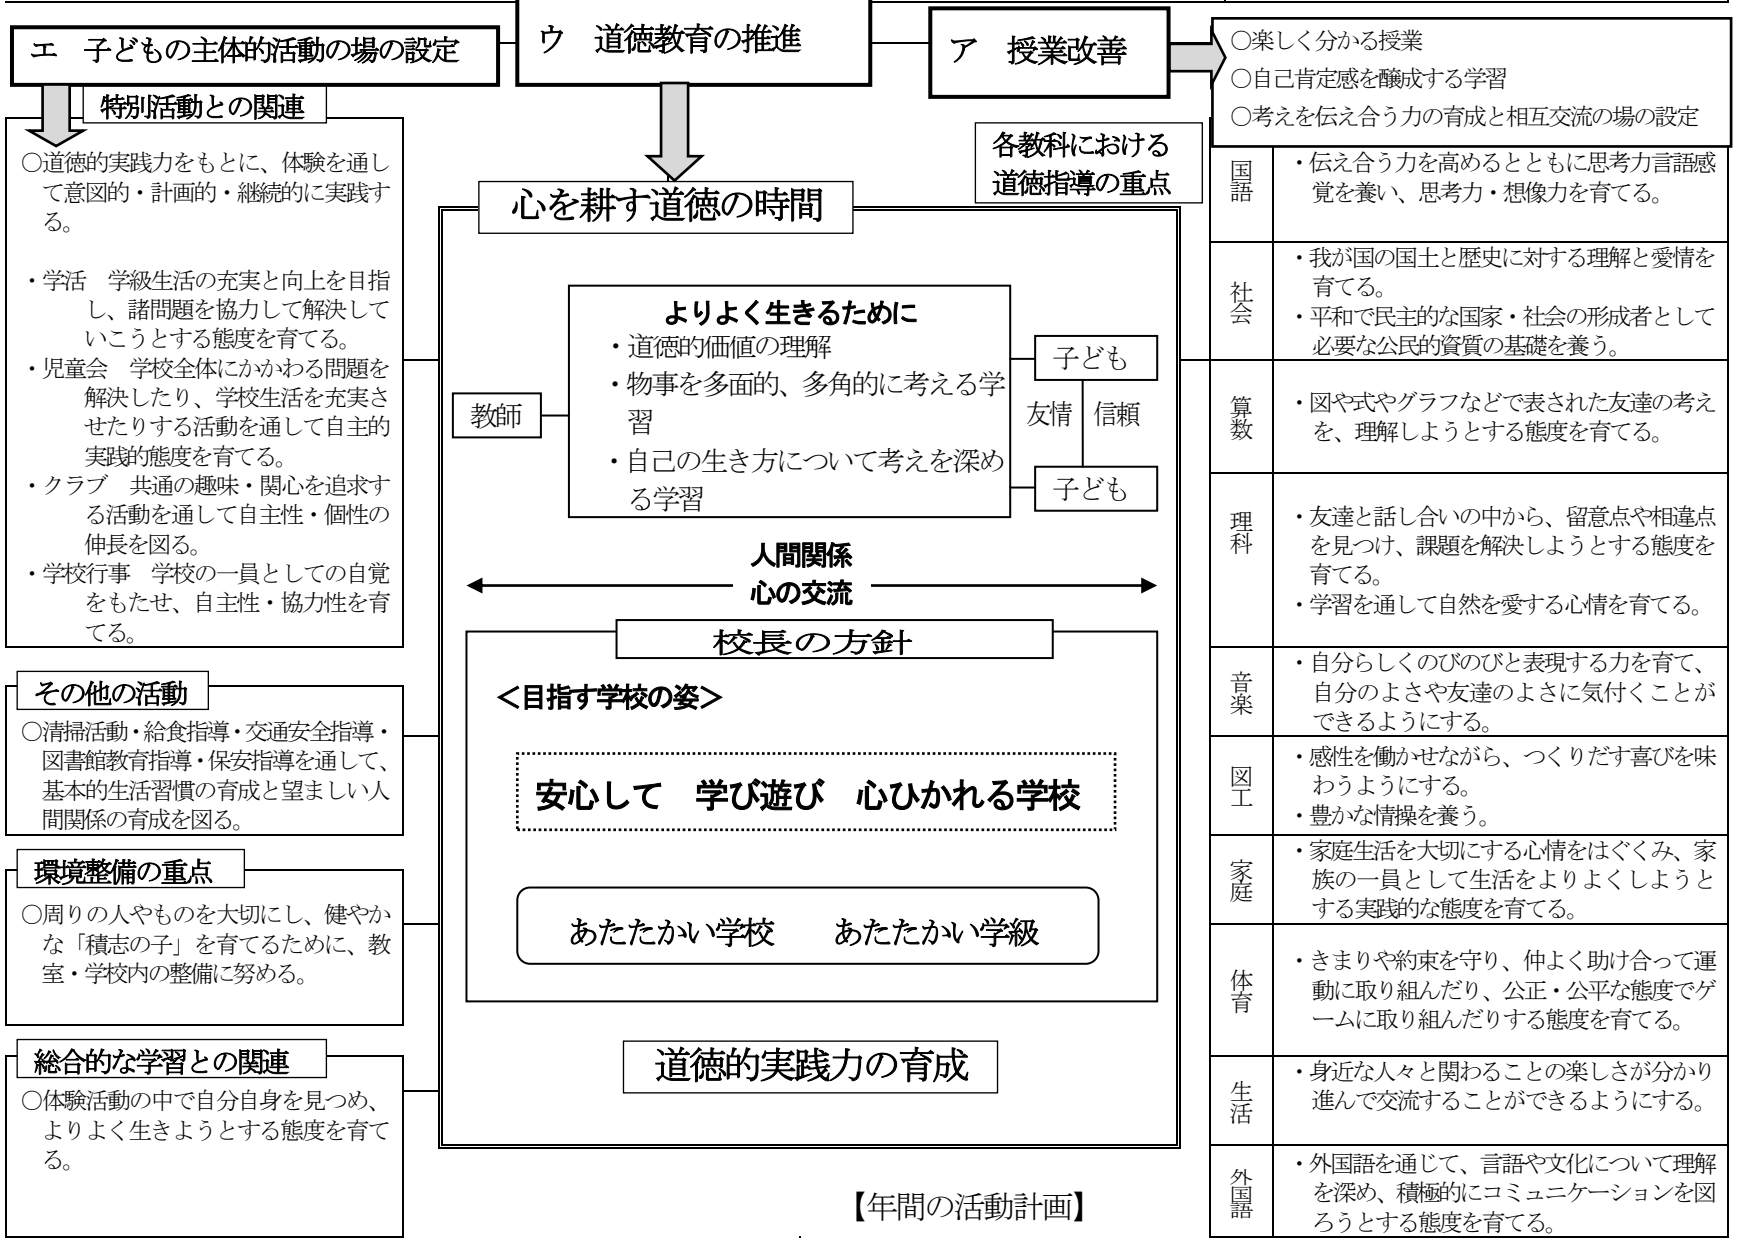 エ　子どもの主体的活動の場の設定
ウ　道徳教育の推進
ア　授業改善
○楽しく分かる授業
○自己肯定感を醸成する学習
○考えを伝え合う力の育成と相互交流の場の設定
特別活動との関連
○道徳的実践力をもとに、体験を通し
て意図的・計画的・継続的に実践す
る。
・学活　学級生活の充実と向上を目指
し、諸問題を協力して解決して
いこうとする態度を育てる。
・児童会　学校全体にかかわる問題を
解決したり、学校生活を充実さ
せたりする活動を通して自主的
実践的態度を育てる。
・クラブ　共通の趣味・関心を追求す
る活動を通して自主性・個性の
伸長を図る。
・学校行事　学校の一員としての自覚
をもたせ、自主性・協力性を育
てる。
その他の活動
○清掃活動・給食指導・交通安全指導・
図書館教育指導・保安指導を通して、
基本的生活習慣の育成と望ましい人
間関係の育成を図る。
環境整備の重点
○周りの人やものを大切にし、健やか
な「積志の子」を育てるために、教
室・学校内の整備に努める。
総合的な学習との関連
○体験活動の中で自分自身を見つめ、
よりよく生きようとする態度を育て
る。
心を耕す道徳の時間
教師
よりよく生きるために
・道徳的価値の理解
・物事を多面的、多角的に考える学
習
・自己の生き方について考えを深め
る学習
子ども
友情　信頼
子ども
人間関係
心の交流
校長の方針
＜目指す学校の姿＞
安心して　学び遊び　心ひかれる学校
あたたかい学校　　あたたかい学級
道徳的実践力の育成
【年間の活動計画】
各教科における
道徳指導の重点
国語
・伝え合う力を高めるとともに思考力言語感
覚を養い、思考力・想像力を育てる。
社会
・我が国の国土と歴史に対する理解と愛情を
育てる。
・平和で民主的な国家・社会の形成者として
必要な公民的資質の基礎を養う。
算数
・図や式やグラフなどで表された友達の考え
を、理解しようとする態度を育てる。
理科
・友達と話し合いの中から、留意点や相違点
を見つけ、課題を解決しようとする態度を
育てる。
・学習を通して自然を愛する心情を育てる。
音楽
・自分らしくのびのびと表現する力を育て、
自分のよさや友達のよさに気付くことが
できるようにする。
図工
・感性を働かせながら、つくりだす喜びを味
わうようにする。
・豊かな情操を養う。
家庭
・家庭生活を大切にする心情をはぐくみ、家
族の一員として生活をよりよくしようと
する実践的な態度を育てる。
体育
・きまりや約束を守り、仲よく助け合って運
動に取り組んだり、公正・公平な態度でゲ
ームに取り組んだりする態度を育てる。
生活
・身近な人々と関わることの楽しさが分かり
進んで交流することができるようにする。
外国語
・外国語を通じて、言語や文化について理解
を深め、積極的にコミュニケーションを図
ろうとする態度を育てる。